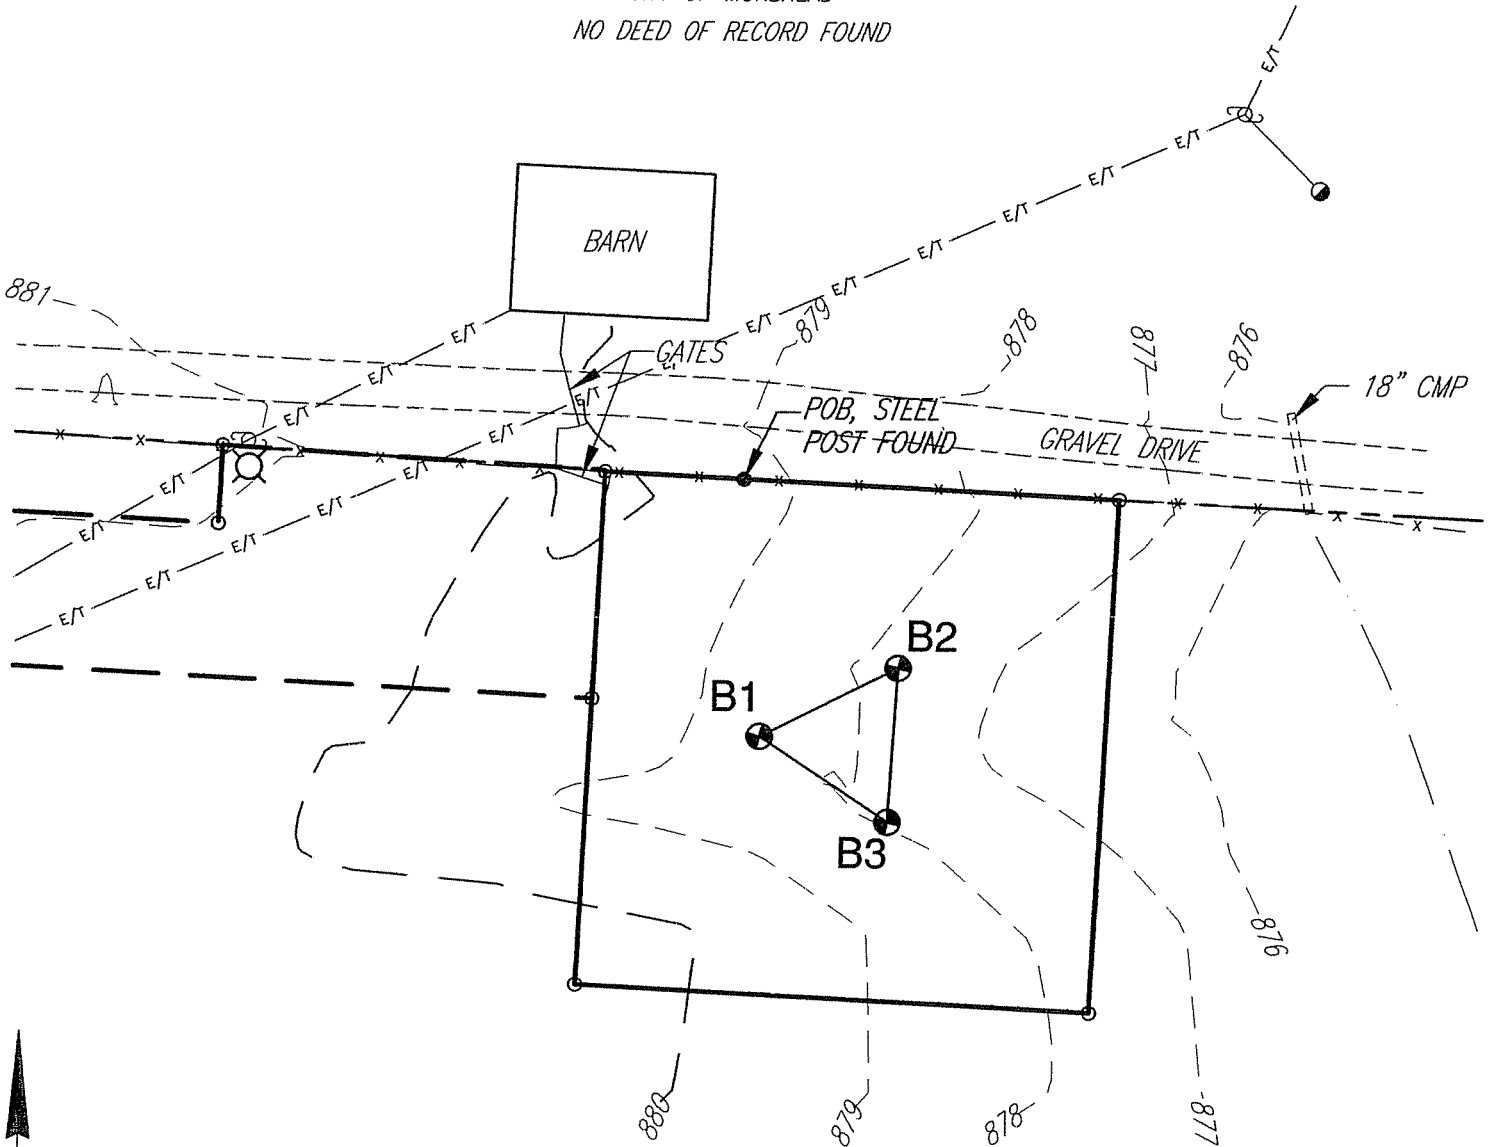 NO DEED OF RECORD FOUND
E/T
E/T
E/T
E/T
E/T
E/T
BARN
E/T
881
E/T
E/T
879
878
877
876
GATES
E/T
E/T
18" CMP
E/T
E/T
POB, STEEL
POST FOUND
GRAVEL DRIVE
E/T
x x x x x x x x x x x x x x x x x
E/T
E/T
E/T
E/T
E/T
E/T
E/T
B2
B1
B3
876
880
879
878
877